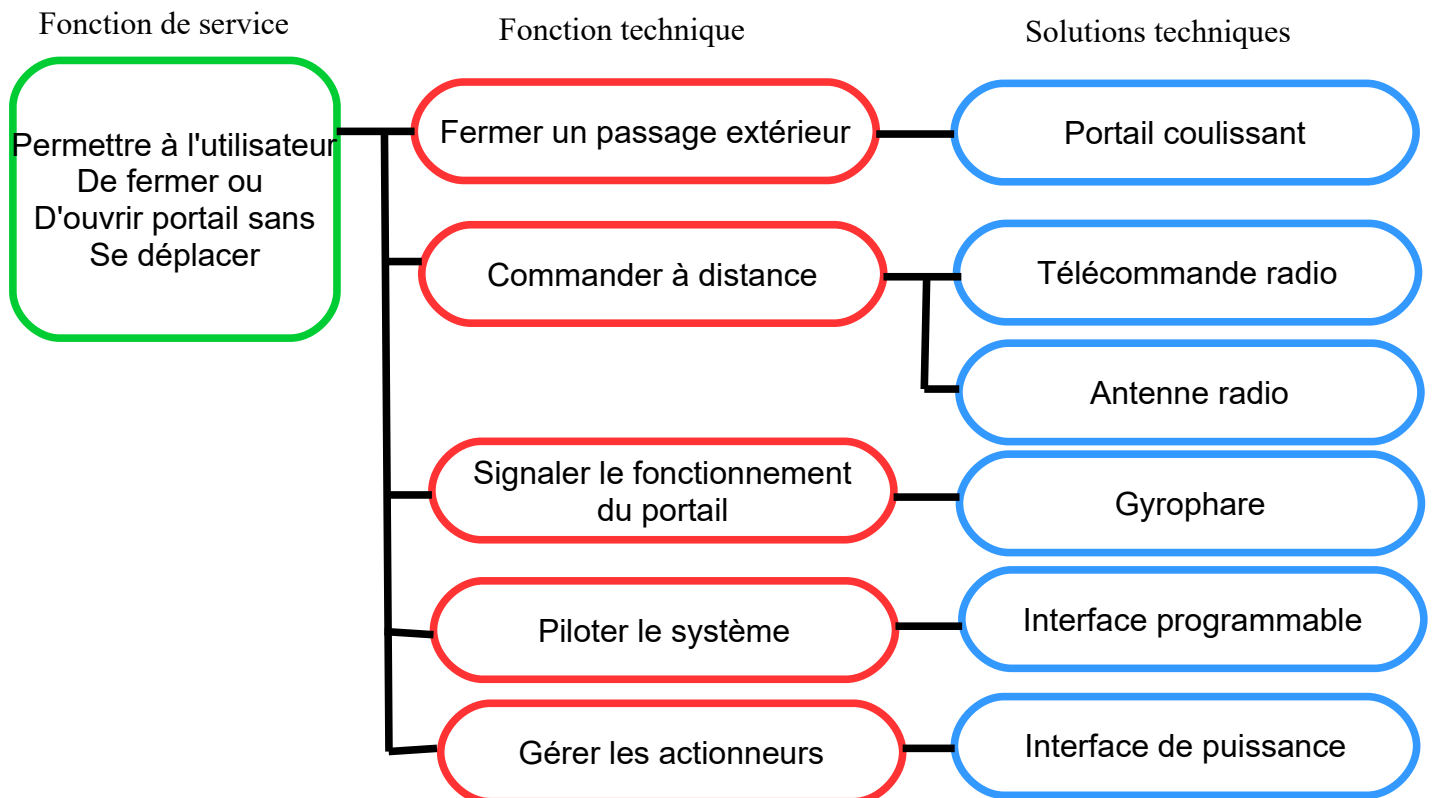 Fonction de service
Fonction technique
Solutions techniques
Permettre à l'utilisateur
De fermer ou
D'ouvrir portail sans
Se déplacer
Fermer un passage extérieur
Portail coulissant
Commander à distance
Télécommande radio
Antenne radio
Signaler le fonctionnement
du portail
Gyrophare
Piloter le système
Interface programmable
Gérer les actionneurs
Interface de puissance